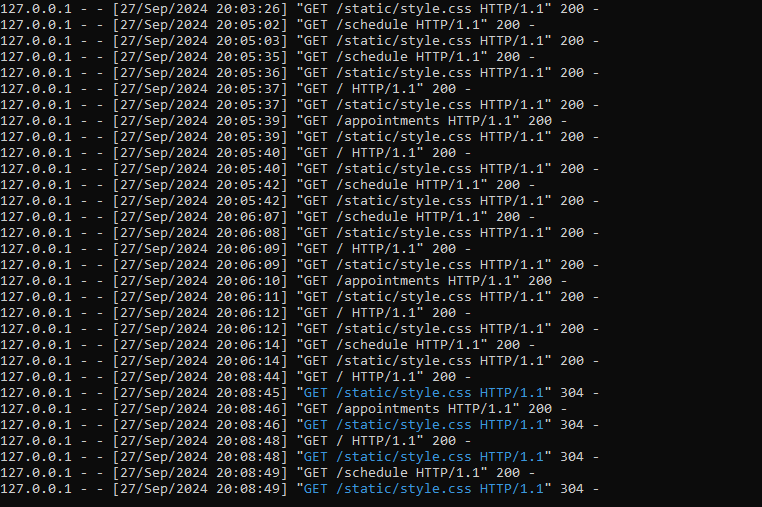 127.0.0.1 - - [27/Sep/2024 20:03:26] "GET /static/style.css HTTP/1.1" 200 -
127.0.0.1 - - [27/Sep/2024 20:05:02] "GET /schedule HTTP/1.1" 200 -
127.0.0.1 - - [27/Sep/2024 20:05:03] "GET /static/style.css HTTP/1.1" 200 -
127.0.0.1 - - [27/Sep/2024 20:05:35] "GET /schedule HTTP/1.1" 200 -
127.0.0.1 - - [27/Sep/2024 20:05:36] "GET /static/style.css HTTP/1.1" 200 -
127.0.0.1 - - [27/Sep/2024 20:05:37] "GET / HTTP/1.1" 200 -
127.0.0.1 - - [27/Sep/2024 20:05:37] "GET /static/style.css HTTP/1.1" 200 -
127.0.0.1 - - [27/Sep/2024 20:05:39] "GET /appointments HTTP/1.1" 200 -
127.0.0.1 - - [27/Sep/2024 20:05:39] "GET /static/style.css HTTP/1.1" 200 -
127.0.0.1 - - [27/Sep/2024 20:05:40] "GET / HTTP/1.1" 200 -
127.0.0.1 - - [27/Sep/2024 20:05:40] "GET /static/style.css HTTP/1.1" 200 -
127.0.0.1 - - [27/Sep/2024 20:05:42] "GET /schedule HTTP/1.1" 200 -
127.0.0.1 - - [27/Sep/2024 20:05:42] "GET /static/style.css HTTP/1.1" 200 -
127.0.0.1 - - [27/Sep/2024 20:06:07] "GET /schedule HTTP/1.1" 200 -
127.0.0.1 - - [27/Sep/2024 20:06:08] "GET /static/style.css HTTP/1.1" 200 -
127.0.0.1 - - [27/Sep/2024 20:06:09] "GET / HTTP/1.1" 200 -
127.0.0.1 - - [27/Sep/2024 20:06:09] "GET /static/style.css HTTP/1.1" 200 -
127.0.0.1 - - [27/Sep/2024 20:06:10] "GET /appointments HTTP/1.1" 200 -
127.0.0.1 - - [27/Sep/2024 20:06:11] "GET /static/style.css HTTP/1.1" 200 -
127.0.0.1 - - [27/Sep/2024 20:06:12] "GET / HTTP/1.1" 200 -
127.0.0.1 - - [27/Sep/2024 20:06:12] "GET /static/style.css HTTP/1.1" 200 -
127.0.0.1 - - [27/Sep/2024 20:06:14] "GET /schedule HTTP/1.1" 200 -
127.0.0.1 - - [27/Sep/2024 20:06:14] "GET /static/style.css HTTP/1.1" 200 -
127.0.0.1 - - [27/Sep/2024 20:08:44] "GET / HTTP/1.1" 200 -
127.0.0.1 - - [27/Sep/2024 20:08:45] "GET /static/style.css HTTP/1.1" 304 -
127.0.0.1 - - [27/Sep/2024 20:08:46] "GET /appointments HTTP/1.1" 200 -
127.0.0.1 - - [27/Sep/2024 20:08:46] "GET /static/style.css HTTP/1.1" 304 -
127.0.0.1 - - [27/Sep/2024 20:08:48] "GET / HTTP/1.1" 200 -
127.0.0.1 - - [27/Sep/2024 20:08:48] "GET /static/style.css HTTP/1.1" 304 -
127.0.0.1 - - [27/Sep/2024 20:08:49] "GET /schedule HTTP/1.1" 200 -
127.0.0.1 - - [27/Sep/2024 20:08:49] "GET /static/style.css HTTP/1.1" 304 -